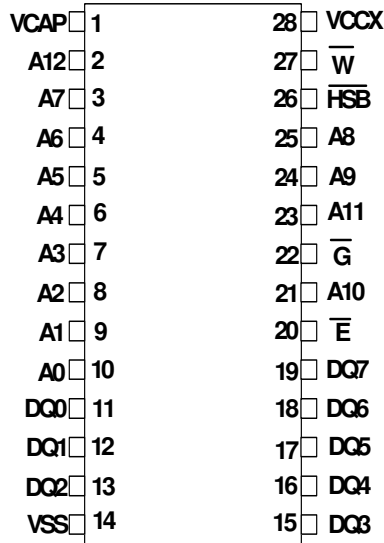 VCAP 1 28 VCCX
A12 2 27 W̅
A7 3 26 H̅S̅B̅
A6 4 25 A8
A5 5 24 A9
A4 6 23 A11
A3 7 22 G̅
A2 8 21 A10
A1 9 20 E̅
A0 10 19 DQ7
DQ0 11 18 DQ6
DQ1 12 17 DQ5
DQ2 13 16 DQ4
VSS 14 15 DQ3